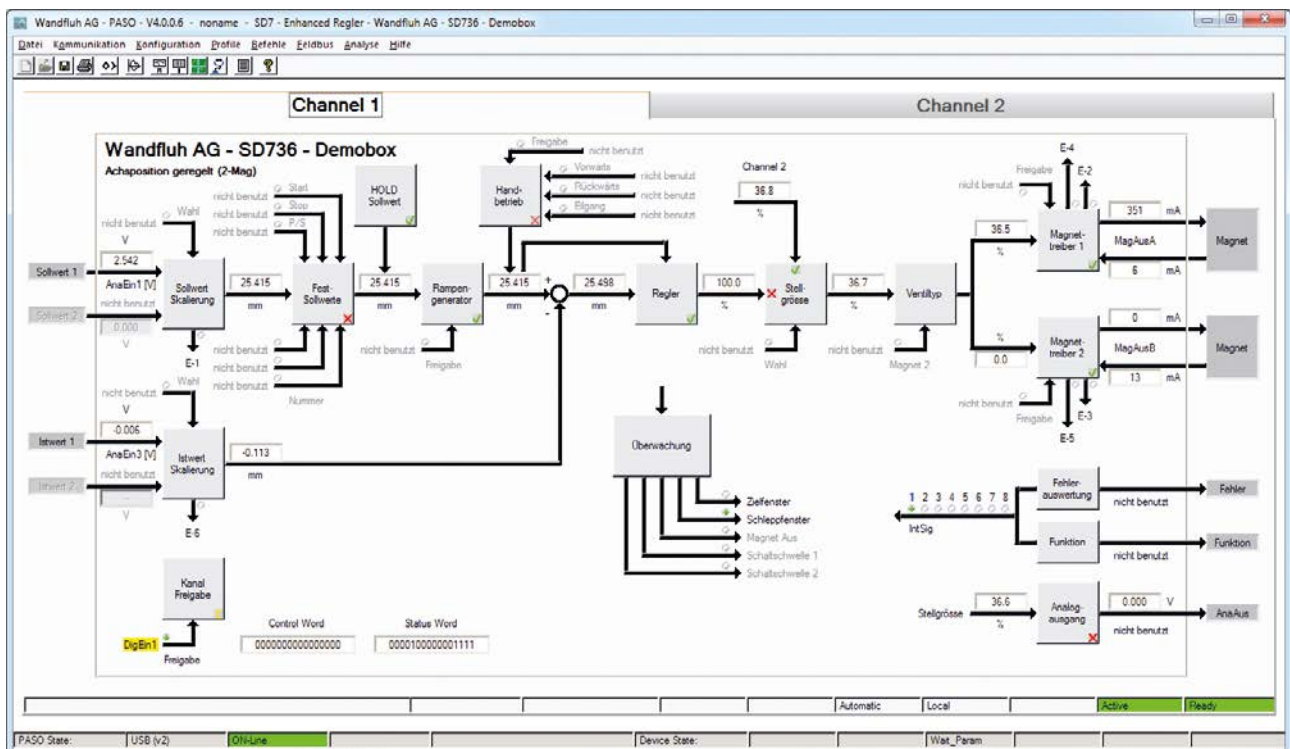 Wandfluh AG - PASO - V4.0.0.6 - noname - SD7 - Enhanced Regler - Wandfluh AG - SD736 - Demobox
Datei Kommunikation Konfiguration Profile Befehle Feldbus Analyse Hilfe
Channel 1
Channel 2
Wandfluh AG - SD736 - Demobox
Achsposition geregelt (2-Mag)
nicht benutzt
Wahl
V
Sollwert 1
2.542
AnaEin1 [V]
nicht benutzt
Sollwert 2
0.000
V
Sollwert
Skalierung
E-1
25.415
mm
nicht benutzt
Start
nicht benutzt
Stop
nicht benutzt
P/S
Fest-
Sollwerte
nicht benutzt
nicht benutzt
nicht benutzt
Nummer
HOLD
Sollwert
25.415
mm
Rampen-
generator
nicht benutzt
Freigabe
Hand-
betrieb
Freigabe
nicht benutzt
Vorwärts
nicht benutzt
Rückwärts
nicht benutzt
Eilgang
nicht benutzt
25.415
mm
+
-
25.498
mm
Regler
100.0
%
Channel 2
36.8
%
Stell-
grösse
nicht benutzt
Wahl
36.7
%
Ventiltyp
nicht benutzt
Magnet 2
36.5
%
%
0.0
E-4
Freigabe
E-2
nicht benutzt
Magnet-
treiber 1
351
mA
MagAusA
6
mA
Magnet
Magnet-
treiber 2
0
mA
MagAusB
13
mA
Magnet
nicht benutzt
Freigabe
E-3
E-5
nicht benutzt
Wahl
V
Istwert 1
-0.006
AnaEin3 [V]
nicht benutzt
Istwert 2
--
V
Istwert
Skalierung
E-6
-0.113
mm
Überwachung
Zielfenster
Schleppfenster
Magnet Aus
Schaltschwelle 1
Schaltschwelle 2
1 2 3 4 5 6 7 8
IntSig
Fehler-
auswertung
nicht benutzt
Fehler
Funktion
nicht benutzt
Funktion
Stellgrösse
36.6
%
Analog-
ausgang
0.000
V
nicht benutzt
AnaAus
Kanal
Freigabe
DigEin1
Freigabe
Control Word
0000000000000000
Status Word
0000100000001111
Automatic
Local
Active
Ready
PASO State:
USB (v2)
ON-Line
Device State:
Wait_Param